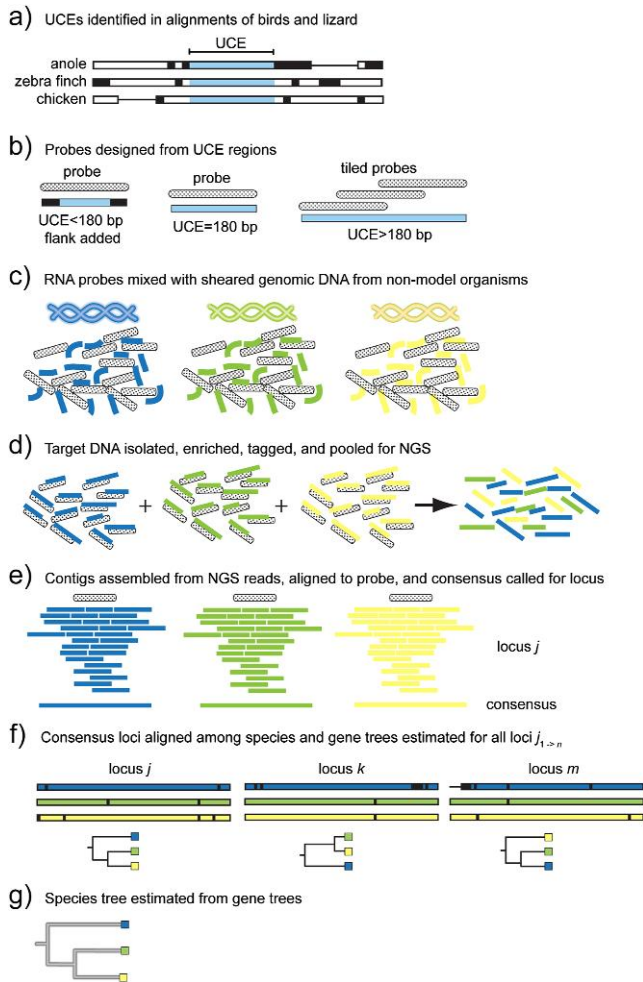 a) UCEs identified in alignments of birds and lizard
UCE
anole
zebra finch
chicken
b) Probes designed from UCE regions
probe
UCE<180 bp
flank added
probe
UCE=180 bp
tiled probes
UCE>180 bp
c) RNA probes mixed with sheared genomic DNA from non-model organisms
d) Target DNA isolated, enriched, tagged, and pooled for NGS
+ +
e) Contigs assembled from NGS reads, aligned to probe, and consensus called for locus
locus j
consensus
f) Consensus loci aligned among species and gene trees estimated for all loci j1->n
locus j locus k locus m
g) Species tree estimated from gene trees